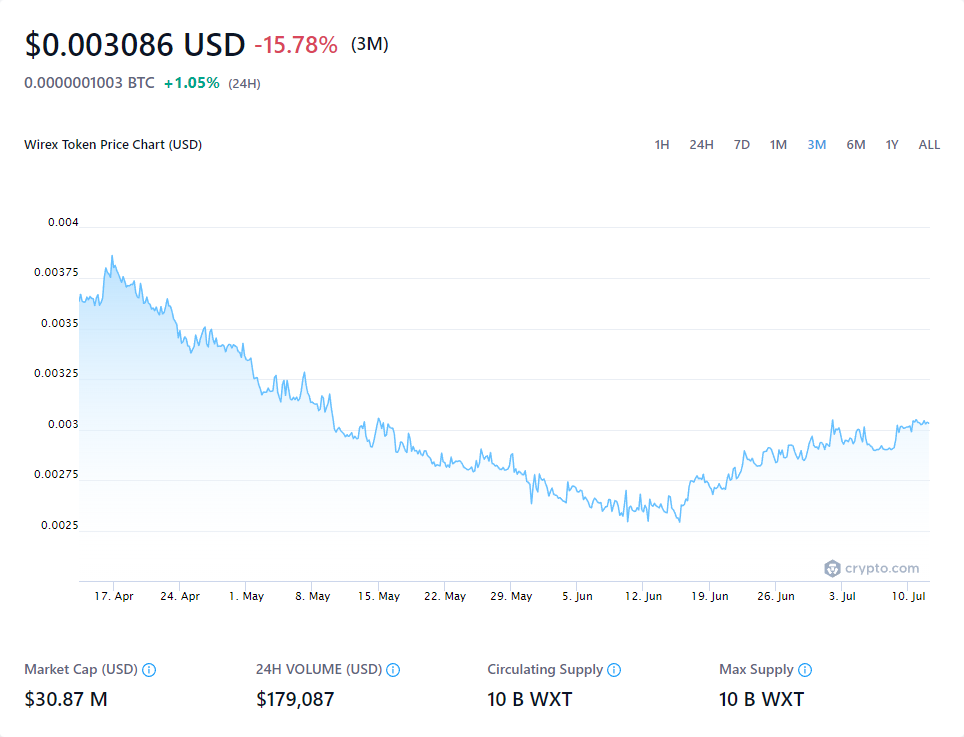 $0.003086 USD -15.78% (3M)
0.0000001003 BTC +1.05% (24H)
Wirex Token Price Chart (USD) 1H 24H 7D 1M 3M 6M 1Y ALL
0.004
0.00375
0.0035
0.00325
0.003
0.00275
0.0025
crypto.com
17. Apr 24. Apr 1. May 8. May 15. May 22. May 29. May 5. Jun 12. Jun 19. Jun 26. Jun 3. Jul 10. Jul
Market Cap (USD) 24H VOLUME (USD) Circulating Supply Max Supply
$30.87 M $179,087 10 B WXT 10 B WXT